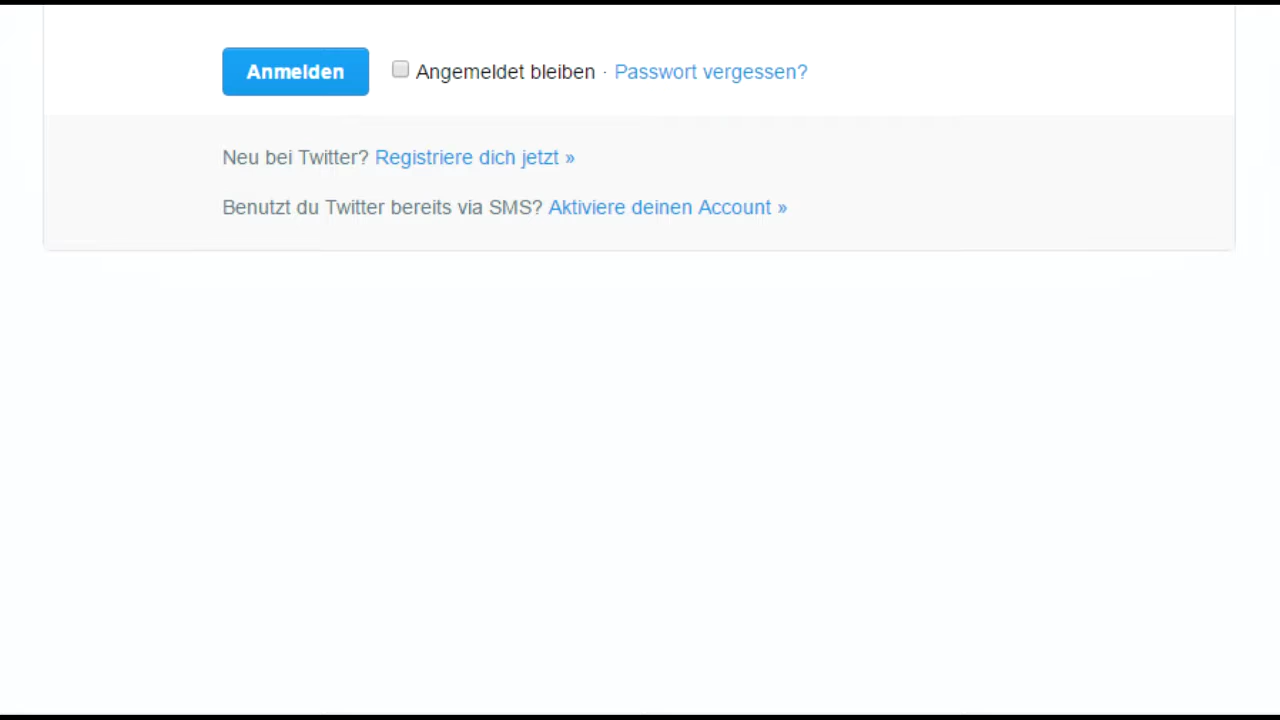 Anmelden Angemeldet bleiben · Passwort vergessen?
Neu bei Twitter? Registriere dich jetzt »
Benutzt du Twitter bereits via SMS? Aktiviere deinen Account »